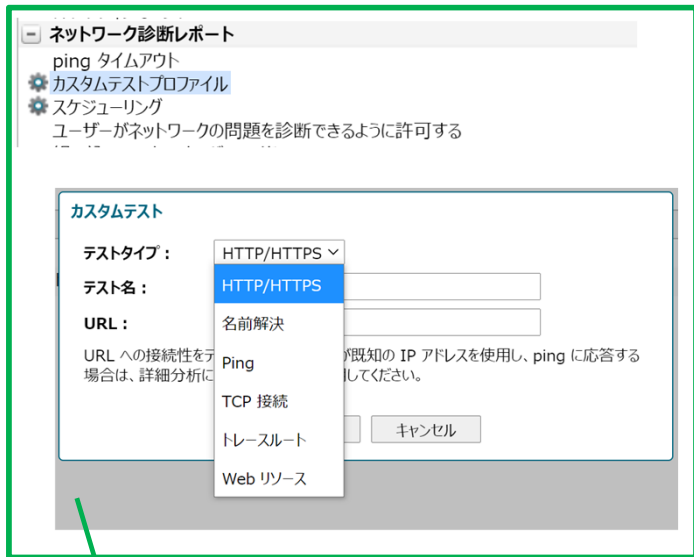 ネットワーク診断レポート
ping タイムアウト
カスタムテストプロファイル
スケジューリング
ユーザーがネットワークの問題を診断できるように許可する
カスタムテスト
テストタイプ： HTTP/HTTPS
テスト名：
HTTP/HTTPS
URL：
名前解決
URL への接続性をテ が既知の IP アドレスを使用し、ping に応答する
Ping
場合は、詳細分析に してください。
TCP 接続
キャンセル
トレースルート
Web リソース